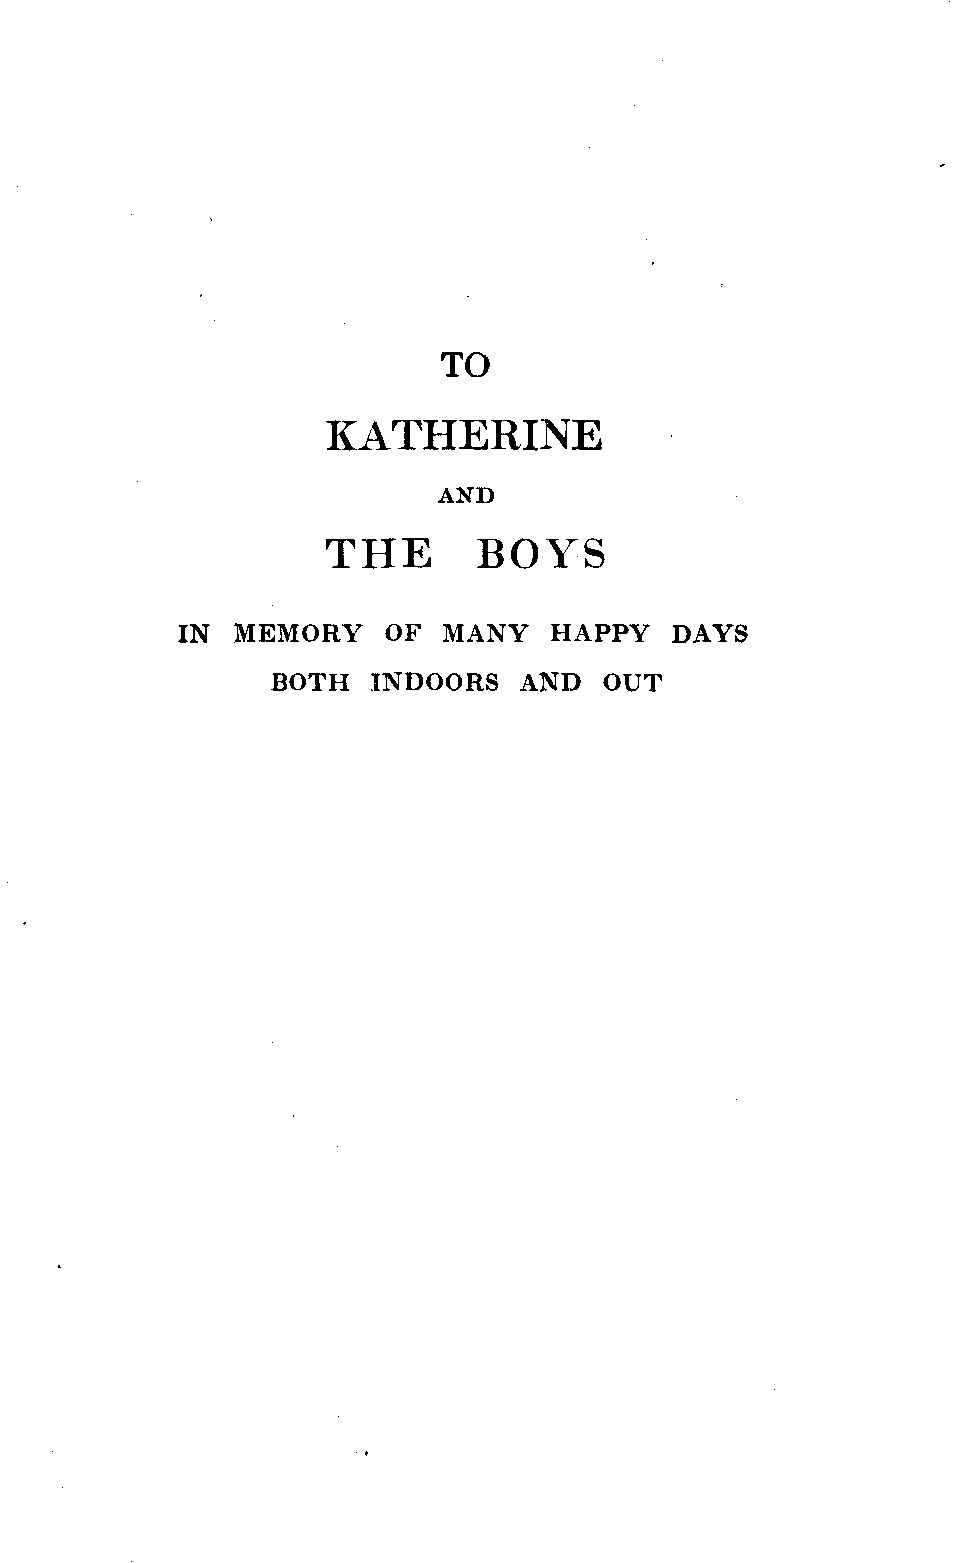 TO
KATHERINE
AND
THE BOYS
IN MEMORY OF MANY HAPPY DAYS
BOTH INDOORS AND OUT